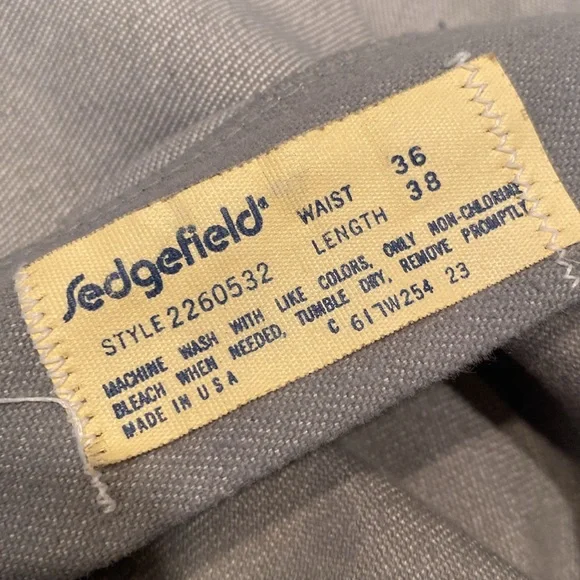 Sedgefield®
WAIST 36
LENGTH 38
STYLE 2260532
MACHINE WASH WITH LIKE COLORS, ONLY NON-CHLORINE
BLEACH WHEN NEEDED, TUMBLE DRY, REMOVE PROMPTLY
MADE IN USA
C 617W254 23